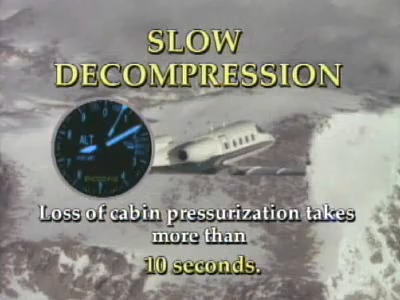 SLOW
DECOMPRESSION
ALT
Loss of cabin pressurization takes
more than
10 seconds.